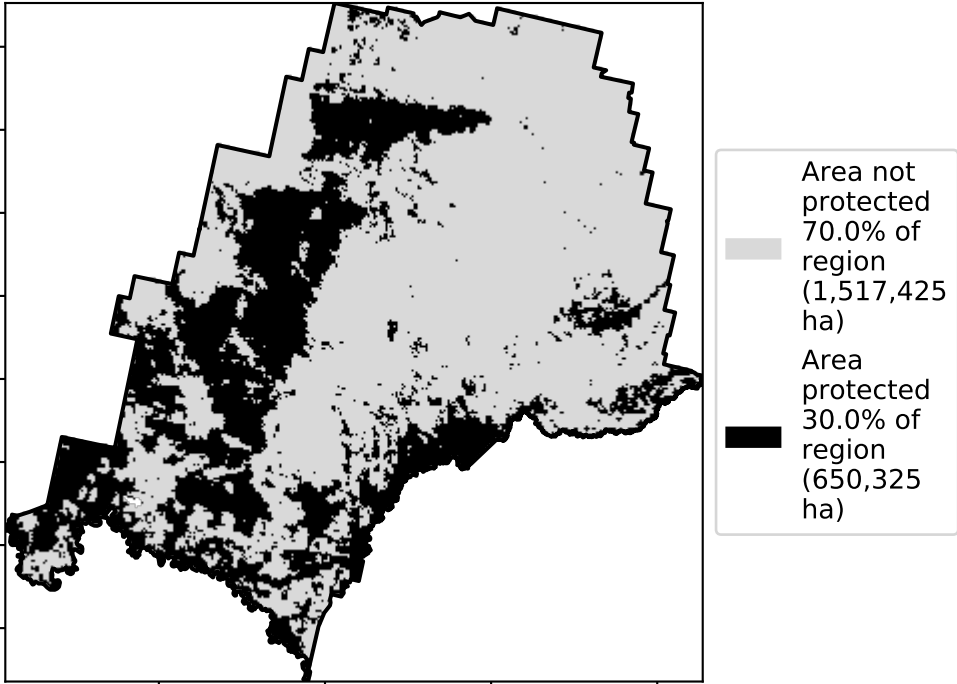 Area not
protected
70.0% of
region
(1,517,425
ha)
Area
protected
30.0% of
region
(650,325
ha)